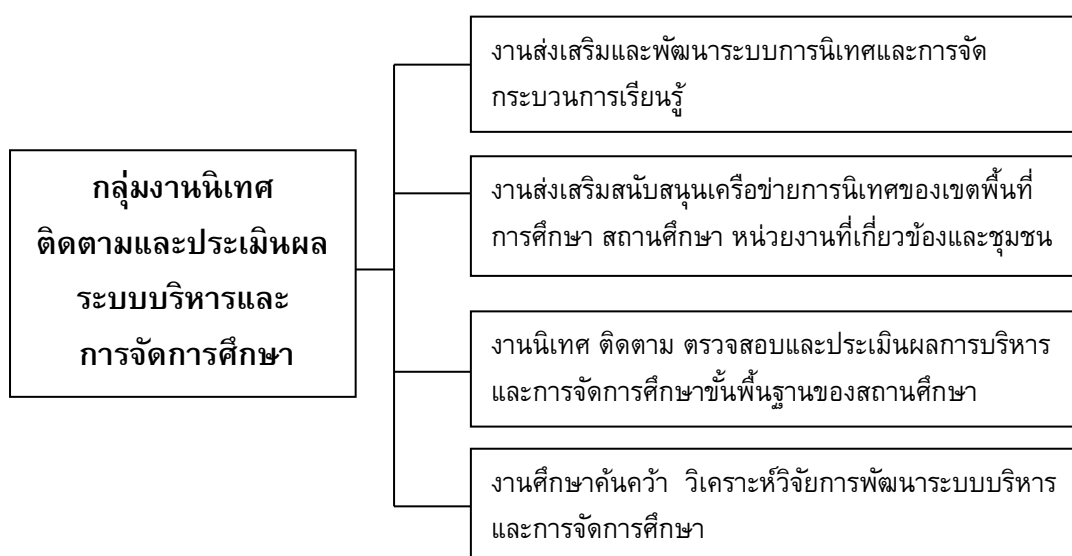 กลุ่มงานนิเทศ
ติดตามและประเมินผล
ระบบบริหารและ
การจัดการศึกษา
งานส่งเสริมและพัฒนาระบบการนิเทศและการจัด
กระบวนการเรียนรู้
งานส่งเสริมสนับสนุนเครือข่ายการนิเทศของเขตพื้นที่
การศึกษา สถานศึกษา หน่วยงานที่เกี่ยวข้องและชุมชน
งานนิเทศ ติดตาม ตรวจสอบและประเมินผลการบริหาร
และการจัดการศึกษาขั้นพื้นฐานของสถานศึกษา
งานศึกษาค้นคว้า วิเคราะห์วิจัยการพัฒนาระบบบริหาร
และการจัดการศึกษา